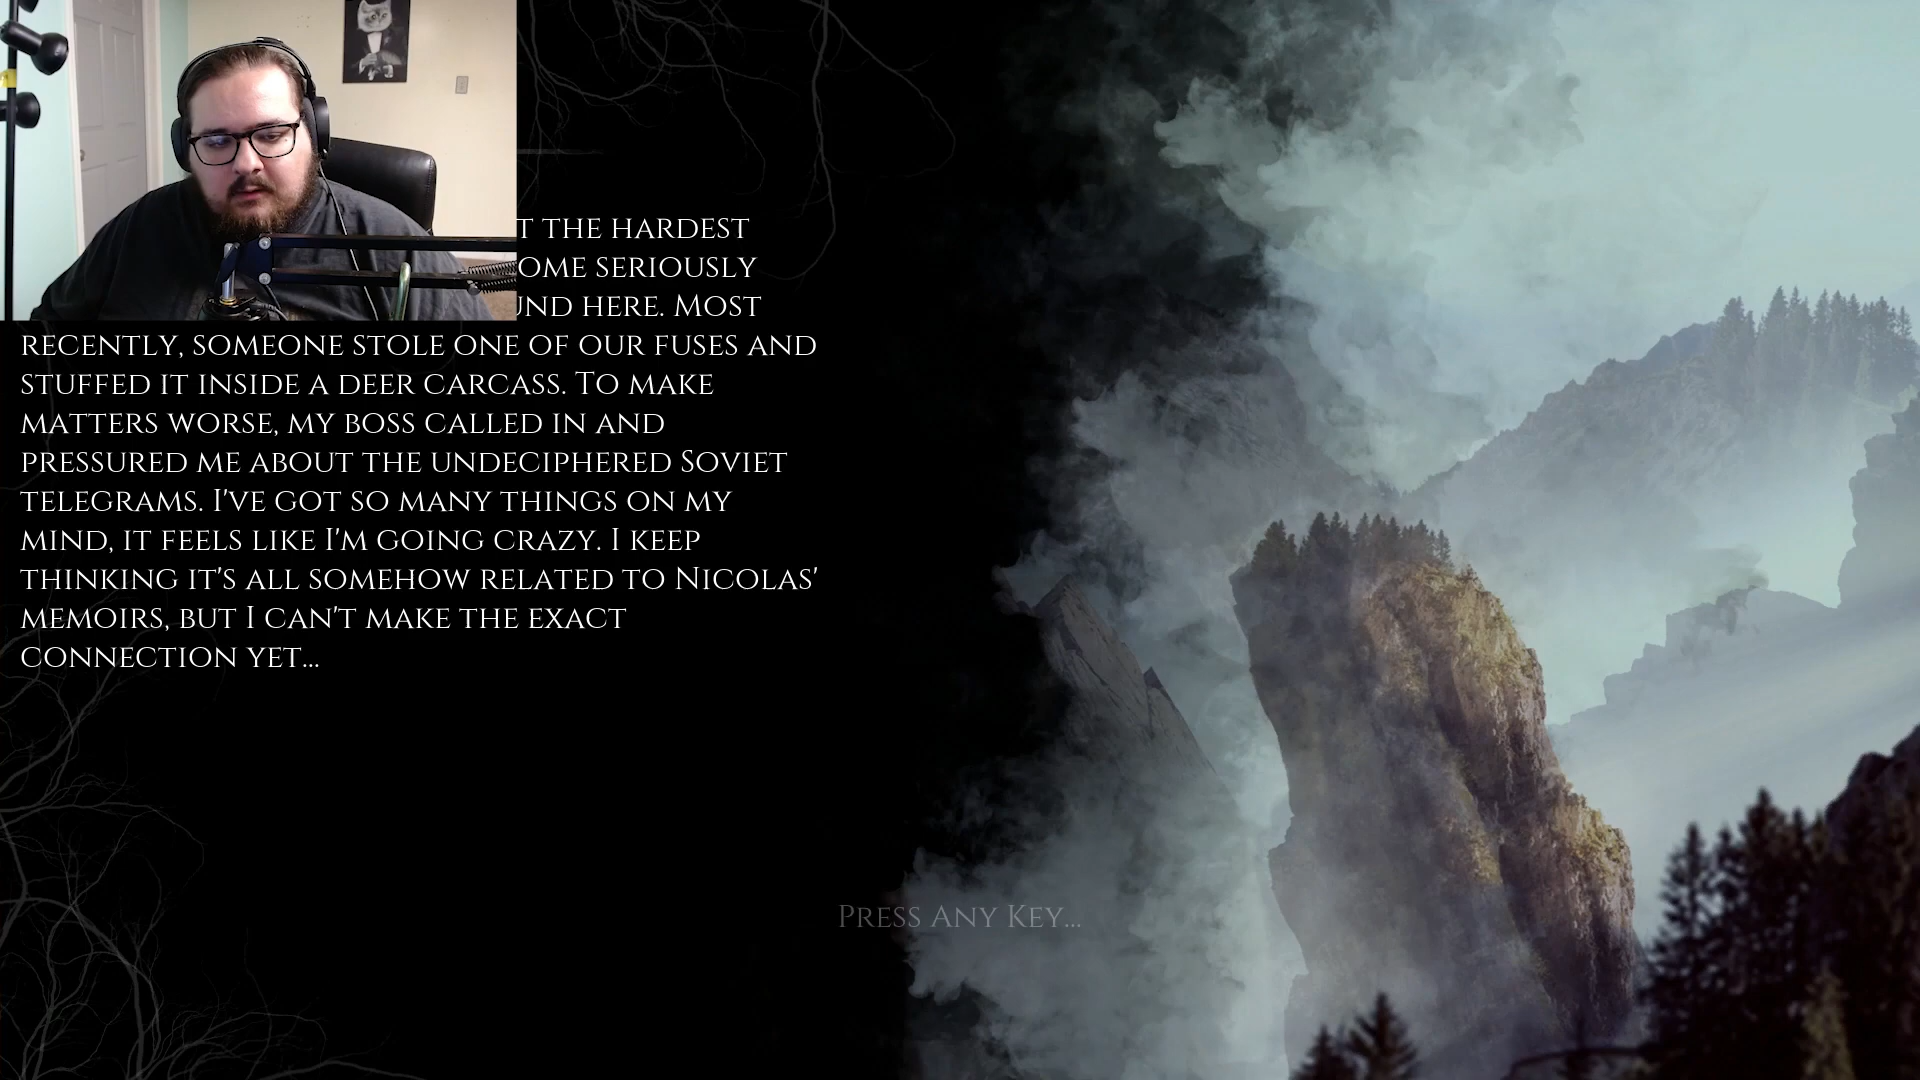 THE HARDEST
SERIOUSLY
HERE. MOST
RECENTLY, SOMEONE STOLE ONE OF OUR FUSES AND
STUFFED IT INSIDE A DEER CARCASS. TO MAKE
MATTERS WORSE, MY BOSS CALLED IN AND
PRESSURED ME ABOUT THE UNDECIPHERED SOVIET
TELEGRAMS. I'VE GOT SO MANY THINGS ON MY
MIND, IT FEELS LIKE I'M GOING CRAZY. I KEEP
THINKING IT'S ALL SOMEHOW RELATED TO NICOLAS'
MEMOIRS, BUT I CAN'T MAKE THE EXACT
CONNECTION YET...
PRESS ANY KEY...